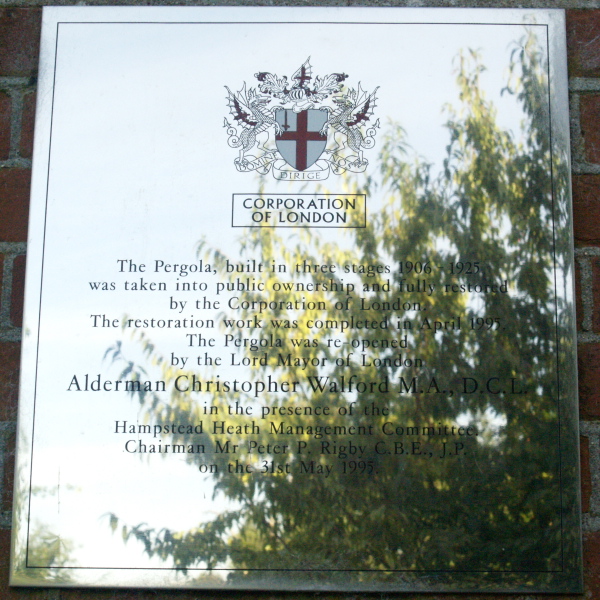 DIRIGE
CORPORATION
OF LONDON
The Pergola, built in three stages 1906 - 1925,
was taken into public ownership and fully restored
by the Corporation of London.
The restoration work was completed in April 1995.
The Pergola was re-opened
by the Lord Mayor of London
Alderman Christopher Walford M.A., D.C.L.
in the presence of the
Hampstead Heath Management Committee
Chairman Mr Peter P. Rigby C.B.E., J.P.
on the 31st May 1995.